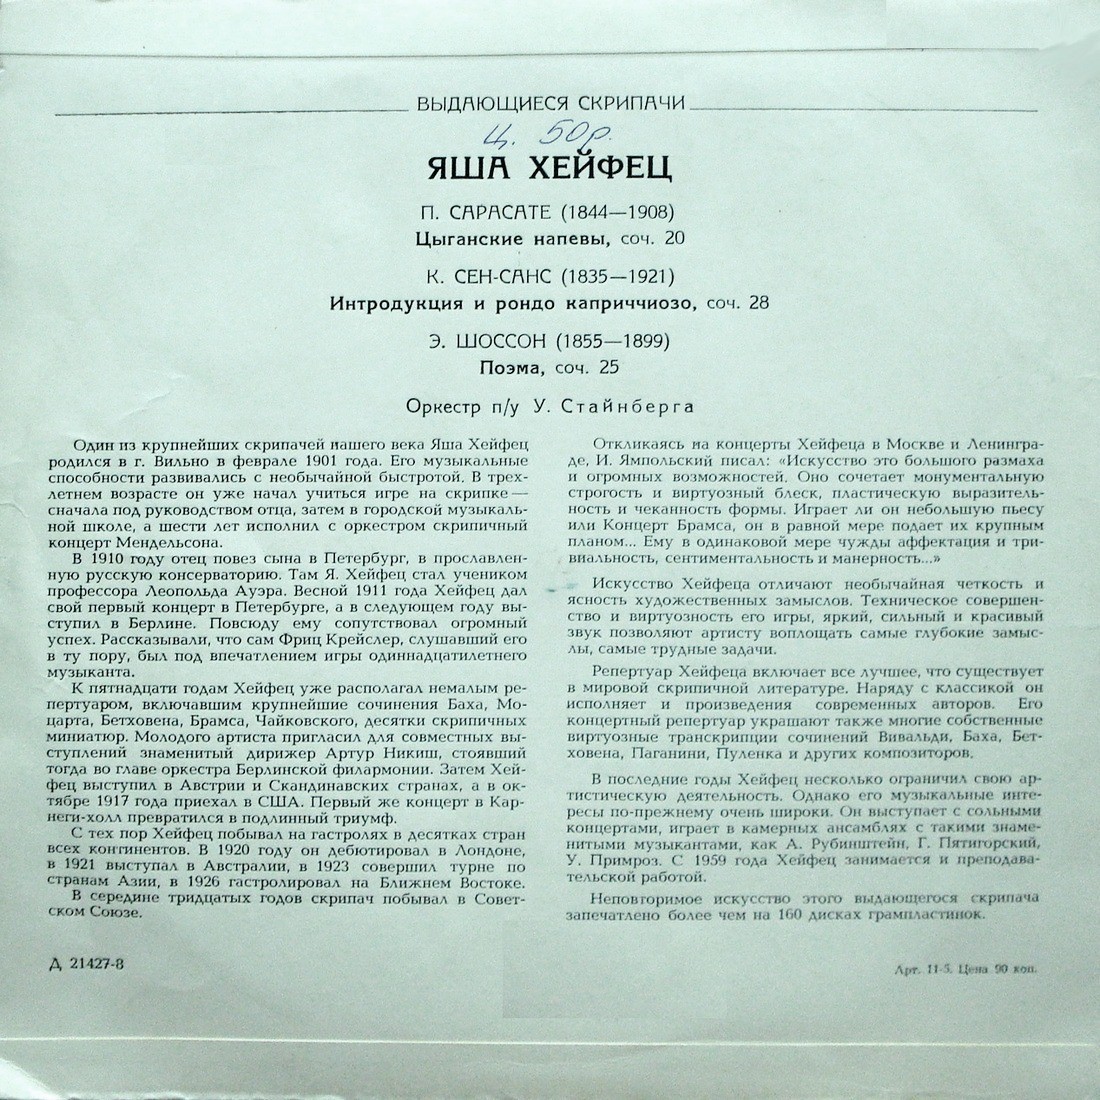 ВЫДАЮЩИЕСЯ СКРИПАЧИ
Ц. 50р.
ЯША ХЕЙФЕЦ
П. САРАСАТЕ (1844—1908)
Цыганские напевы, соч. 20
К. СЕН-САНС (1835—1921)
Интродукция и рондо каприччиозо, соч. 28
Э. ШОССОН (1855—1899)
Поэма, соч. 25
Оркестр п/у У. Стайнберга
Один из крупнейших скрипачей нашего века Яша Хейфец
родился в г. Вильно в феврале 1901 года. Его музыкальные
способности развивались с необычайной быстротой. В трех-
летнем возрасте он уже начал учиться игре на скрипке —
сначала под руководством отца, затем в городской музыкаль-
ной школе, а шести лет исполнил с оркестром скрипичный
концерт Мендельсона.
В 1910 году отец повез сына в Петербург, в прославлен-
ную русскую консерваторию. Там Я. Хейфец стал учеником
профессора Леопольда Ауэра. Весной 1911 года Хейфец дал
свой первый концерт в Петербурге, а в следующем году вы-
ступил в Берлине. Повсюду ему сопутствовал огромный
успех. Рассказывали, что сам Фриц Крейслер, слушавший его
в ту пору, был под впечатлением игры одиннадцатилетнего
музыканта.
К пятнадцати годам Хейфец уже располагал немалым ре-
пертуаром, включавшим крупнейшие сочинения Баха, Мо-
царта, Бетховена, Брамса, Чайковского, десятки скрипичных
миниатюр. Молодого артиста пригласил для совместных вы-
ступлений знаменитый дирижер Артур Никиш, стоявший
тогда во главе оркестра Берлинской филармонии. Затем Хей-
фец выступил в Австрии и Скандинавских странах, а в ок-
тябре 1917 года приехал в США. Первый же концерт в Кар-
неги-холл превратился в подлинный триумф.
С тех пор Хейфец побывал на гастролях в десятках стран
всех континентов. В 1920 году он дебютировал в Лондоне,
в 1921 выступал в Австралии, в 1923 совершил турне по
странам Азии, в 1926 гастролировал на Ближнем Востоке.
В середине тридцатых годов скрипач побывал в Совет-
ском Союзе.
Откликаясь на концерты Хейфеца в Москве и Ленингра-
де, И. Ямпольский писал: «Искусство это большого размаха
и огромных возможностей. Оно сочетает монументальную
строгость и виртуозный блеск, пластическую выразитель-
ность и чеканность формы. Играет ли он небольшую пьесу
или Концерт Брамса, он в равной мере подает их крупным
планом... Ему в одинаковой мере чужды аффектация и три-
виальность, сентиментальность и манерность...»
Искусство Хейфеца отличают необычайная четкость и
ясность художественных замыслов. Техническое совершен-
ство и виртуозность его игры, яркий, сильный и красивый
звук позволяют артисту воплощать самые глубокие замыс-
лы, самые трудные задачи.
Репертуар Хейфеца включает все лучшее, что существует
в мировой скрипичной литературе. Наряду с классикой он
исполняет и произведения современных авторов. Его
концертный репертуар украшают также многие собственные
виртуозные транскрипции сочинений Вивальди, Баха, Бет-
ховена, Паганини, Пуленка и других композиторов.
В последние годы Хейфец несколько ограничил свою ар-
тистическую деятельность. Однако его музыкальные инте-
ресы по-прежнему очень широки. Он выступает с сольными
концертами, играет в камерных ансамблях с такими знаме-
нитыми музыкантами, как А. Рубинштейн, Г. Пятигорский,
У. Примроз. С 1959 года Хейфец занимается и преподава-
тельской работой.
Неповторимое искусство этого выдающегося скрипача
запечатлено более чем на 160 дисках грампластинок.
Д 21427-8
Арт. 11-5. Цена 90 коп.